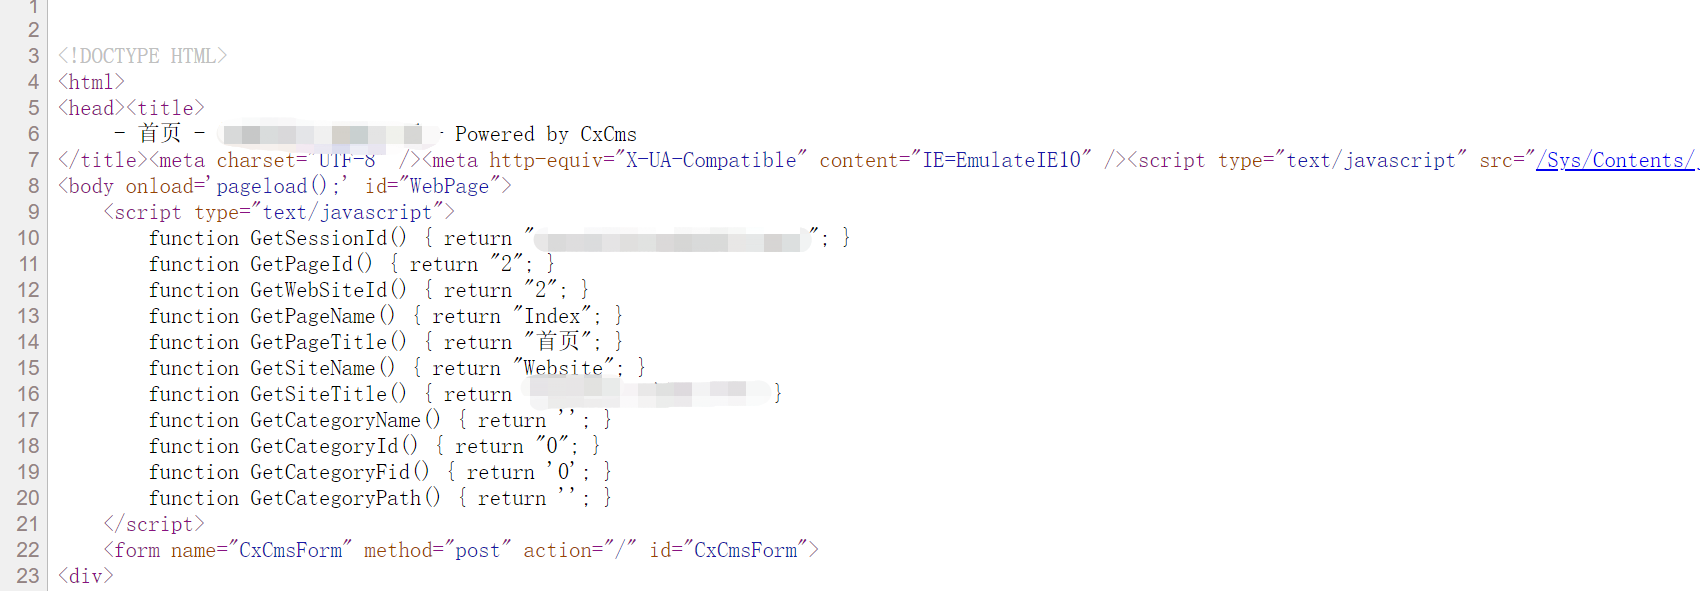 1
2
3 <!DOCTYPE HTML>
4 <html>
5 <head><title>
6 - 首页 - - Powered by CxCms
7 </title><meta charset="UTF-8" /><meta http-equiv="X-UA-Compatible" content="IE=EmulateIE10" /><script type="text/javascript" src="/Sys/Contents/
8 <body onload='pageload();' id="WebPage">
9 <script type="text/javascript">
10 function GetSessionId() { return ""; }
11 function GetPageId() { return "2"; }
12 function GetWebSiteId() { return "2"; }
13 function GetPageName() { return "Index"; }
14 function GetPageTitle() { return "首页"; }
15 function GetSiteName() { return "Website"; }
16 function GetSiteTitle() { return }
17 function GetCategoryName() { return ''; }
18 function GetCategoryId() { return "0"; }
19 function GetCategoryFid() { return '0'; }
20 function GetCategoryPath() { return ''; }
21 </script>
22 <form name="CxCmsForm" method="post" action="/" id="CxCmsForm">
23 <div>